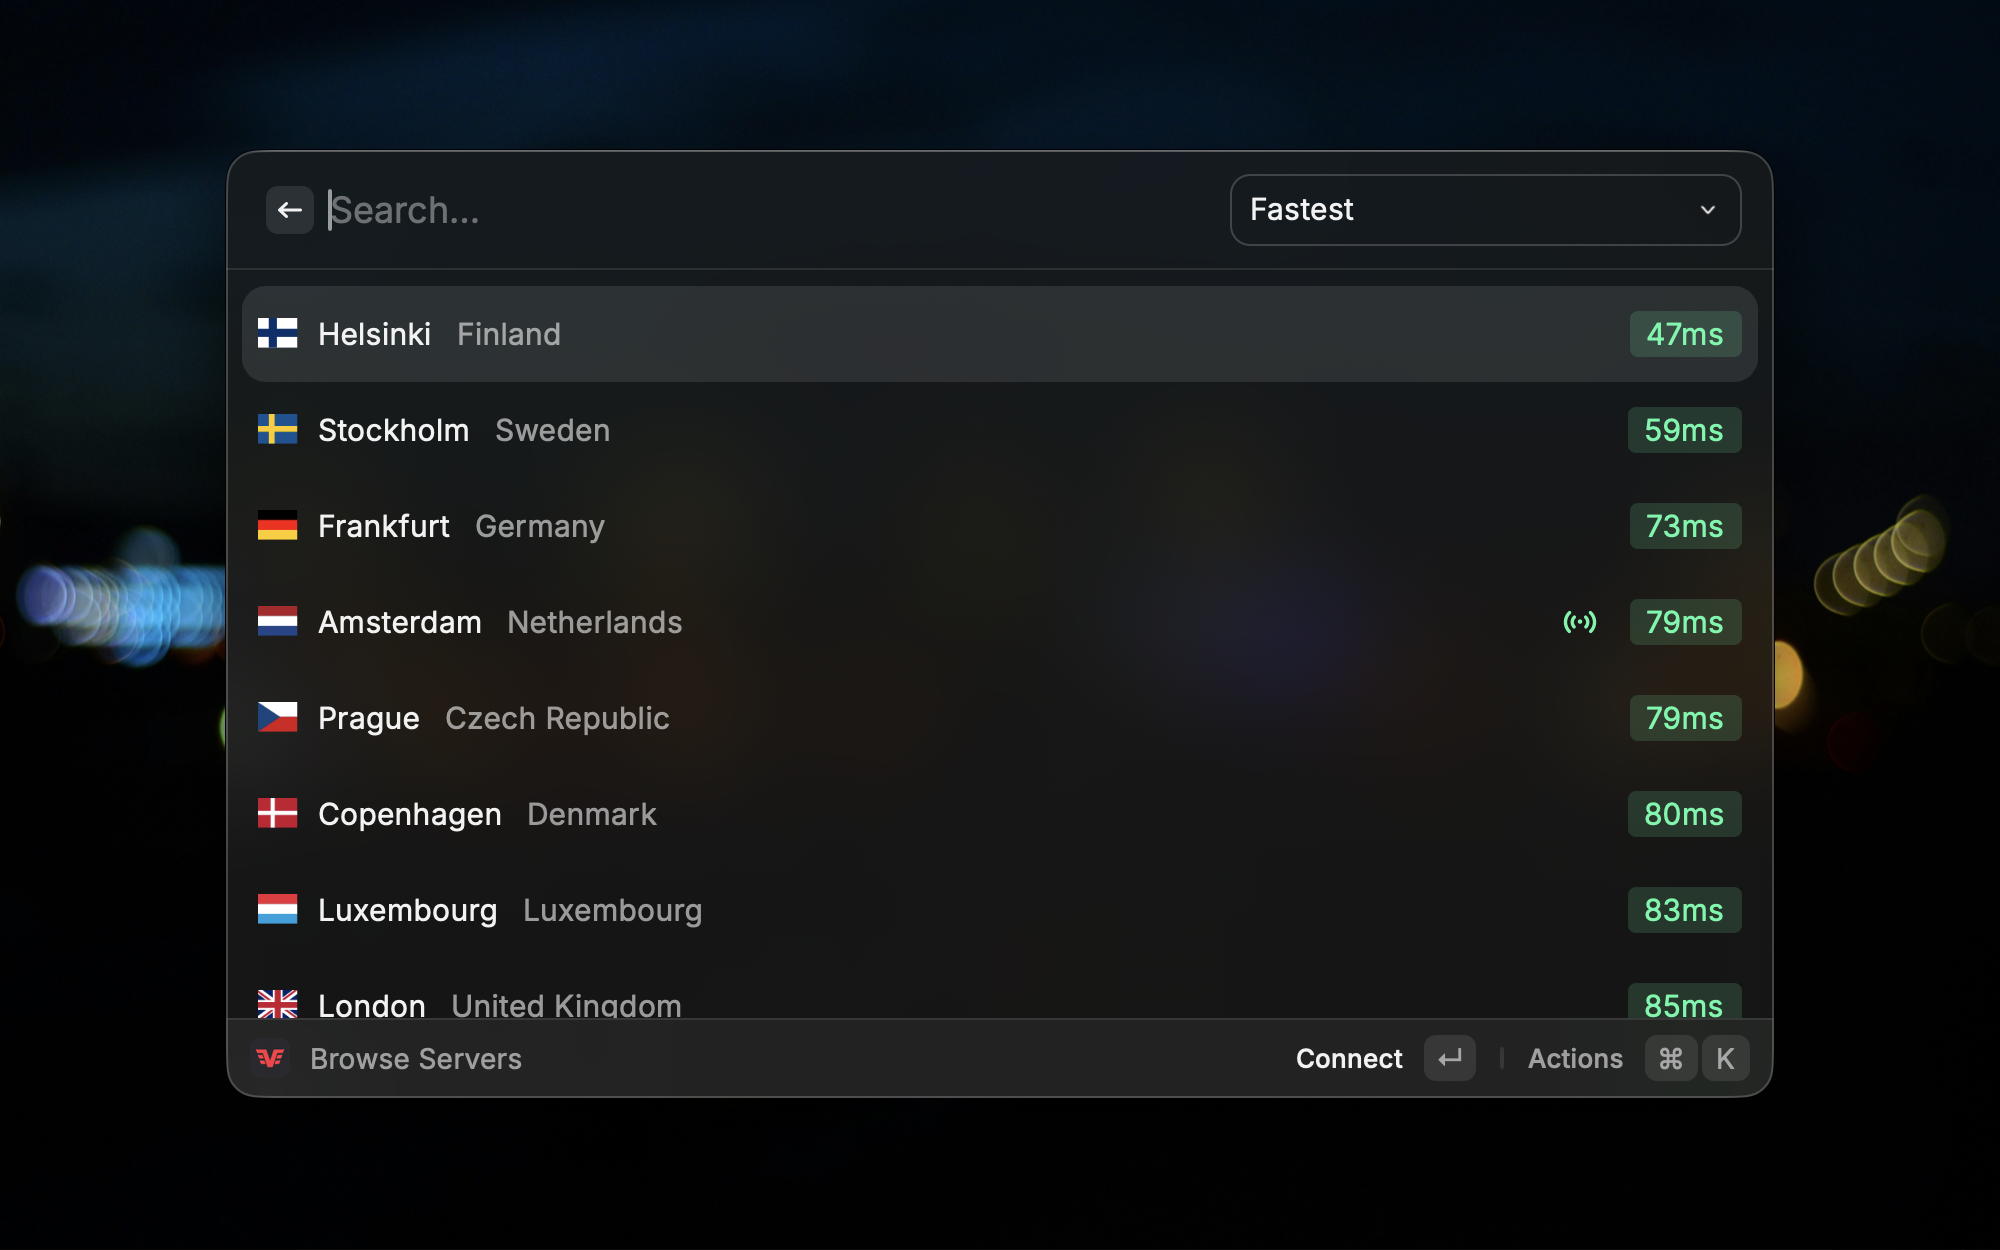 Search...
Fastest
Helsinki Finland 47ms
Stockholm Sweden 59ms
Frankfurt Germany 73ms
Amsterdam Netherlands 79ms
Prague Czech Republic 79ms
Copenhagen Denmark 80ms
Luxembourg Luxembourg 83ms
London United Kingdom 85ms
Browse Servers Connect ↵ Actions ⌘ K